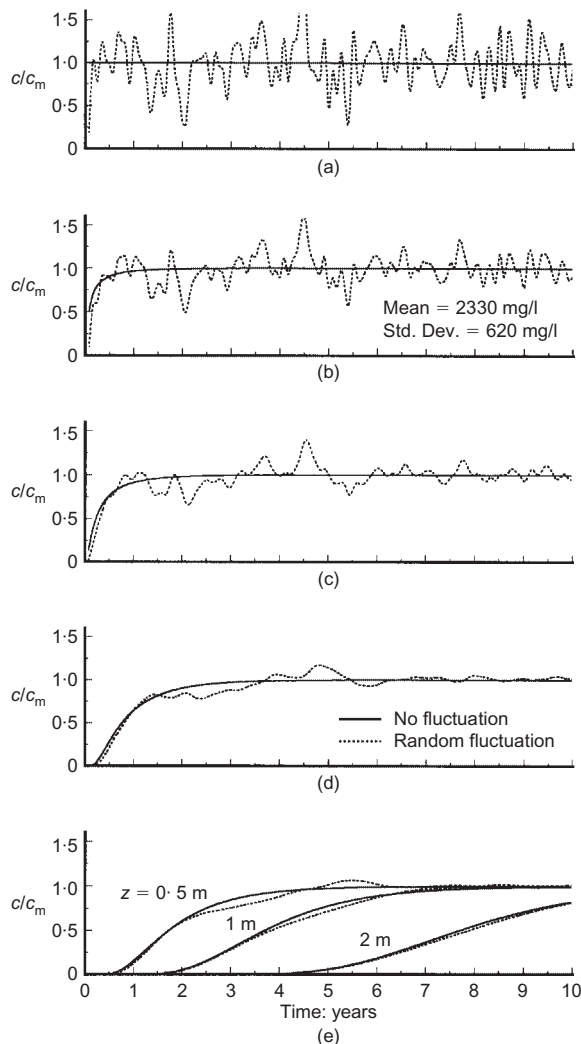 1·5
1·0
c/cm
0·5
0
(a)
1·5
1·0
c/cm
0·5
0
Mean = 2330 mg/l
Std. Dev. = 620 mg/l
(b)
1·5
1·0
c/cm
0·5
0
(c)
1·5
1·0
c/cm
0·5
0
No fluctuation
Random fluctuation
(d)
1·5
1·0
c/cm
0·5
0
z = 0· 5 m
1 m
2 m
0 1 2 3 4 5 6 7 8 9 10
Time: years
(e)